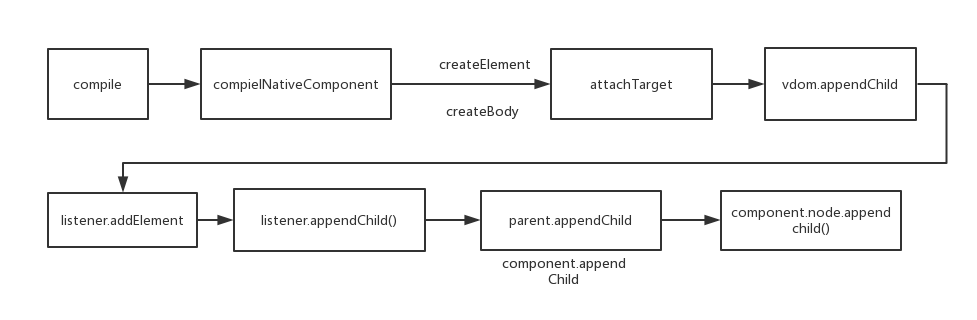 compile
compielNativeComponent
createElement
createBody
attachTarget
vdom.appendChild
listener.addElement
listener.appendChild()
parent.appendChild
component.append
Child
component.node.append
child()